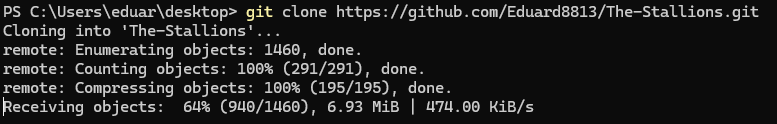 PS C:\Users\eduar\desktop> git clone https://github.com/Eduard8813/The-Stallions.git
Cloning into 'The-Stallions'...
remote: Enumerating objects: 1460, done.
remote: Counting objects: 100% (291/291), done.
remote: Compressing objects: 100% (195/195), done.
Receiving objects:  64% (940/1460), 6.93 MiB | 474.00 KiB/s